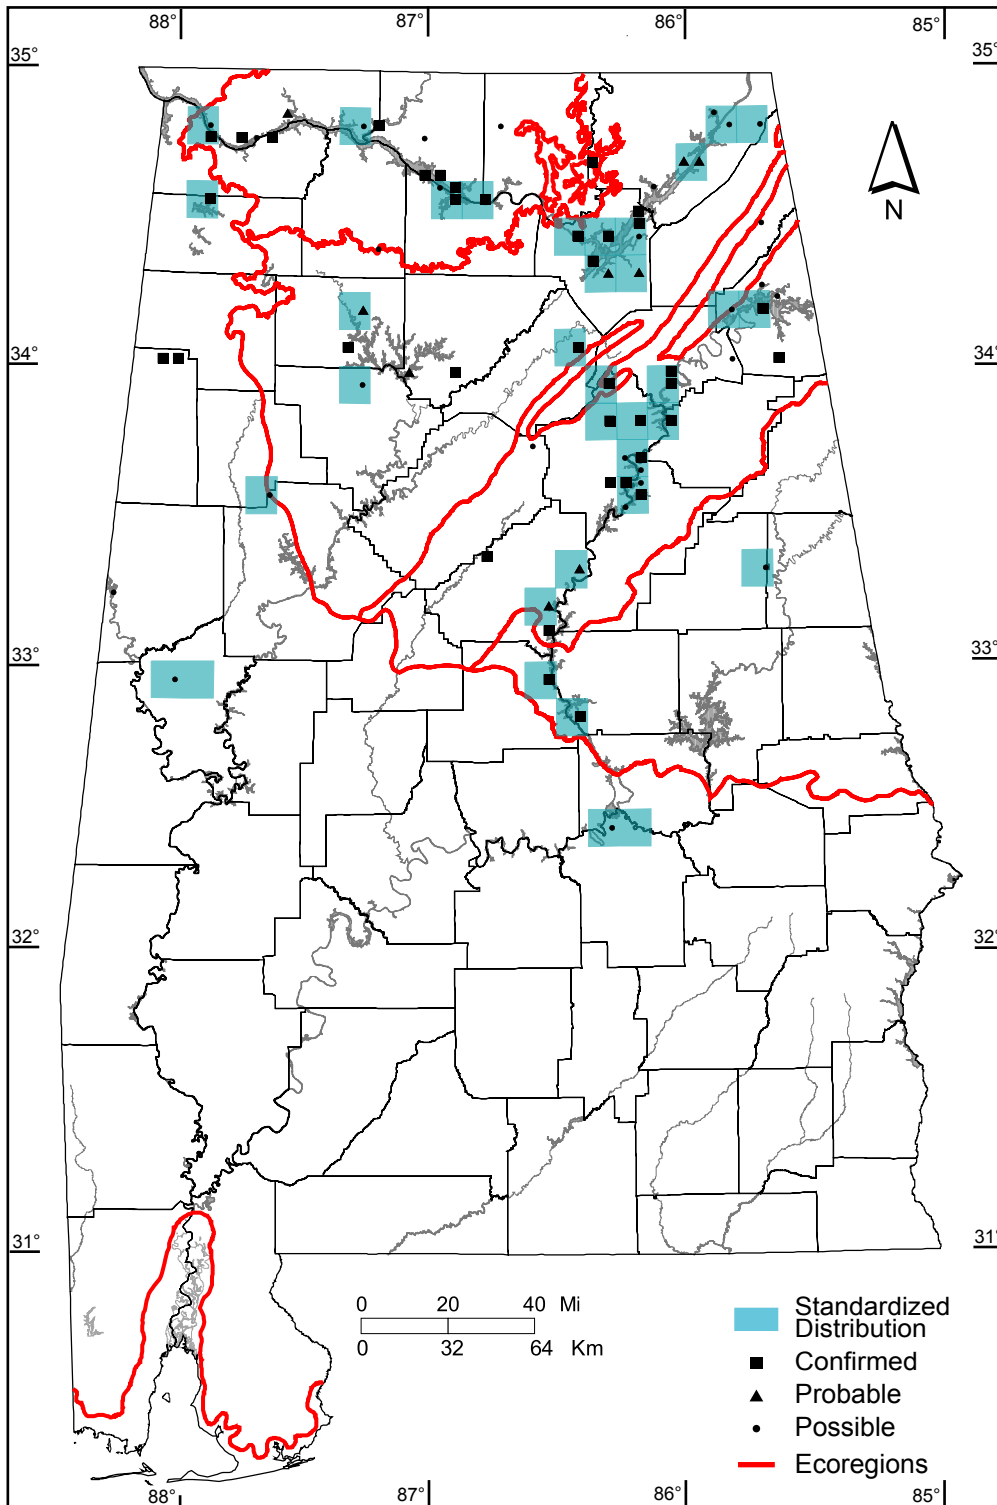 88° 87° 86° 85°
35° 35°
N
34° 34°
33° 33°
32° 32°
31° 31°
0 20 40 Mi
0 32 64 Km
Standardized
Distribution
Confirmed
Probable
Possible
Ecoregions
88° 87° 86° 85°